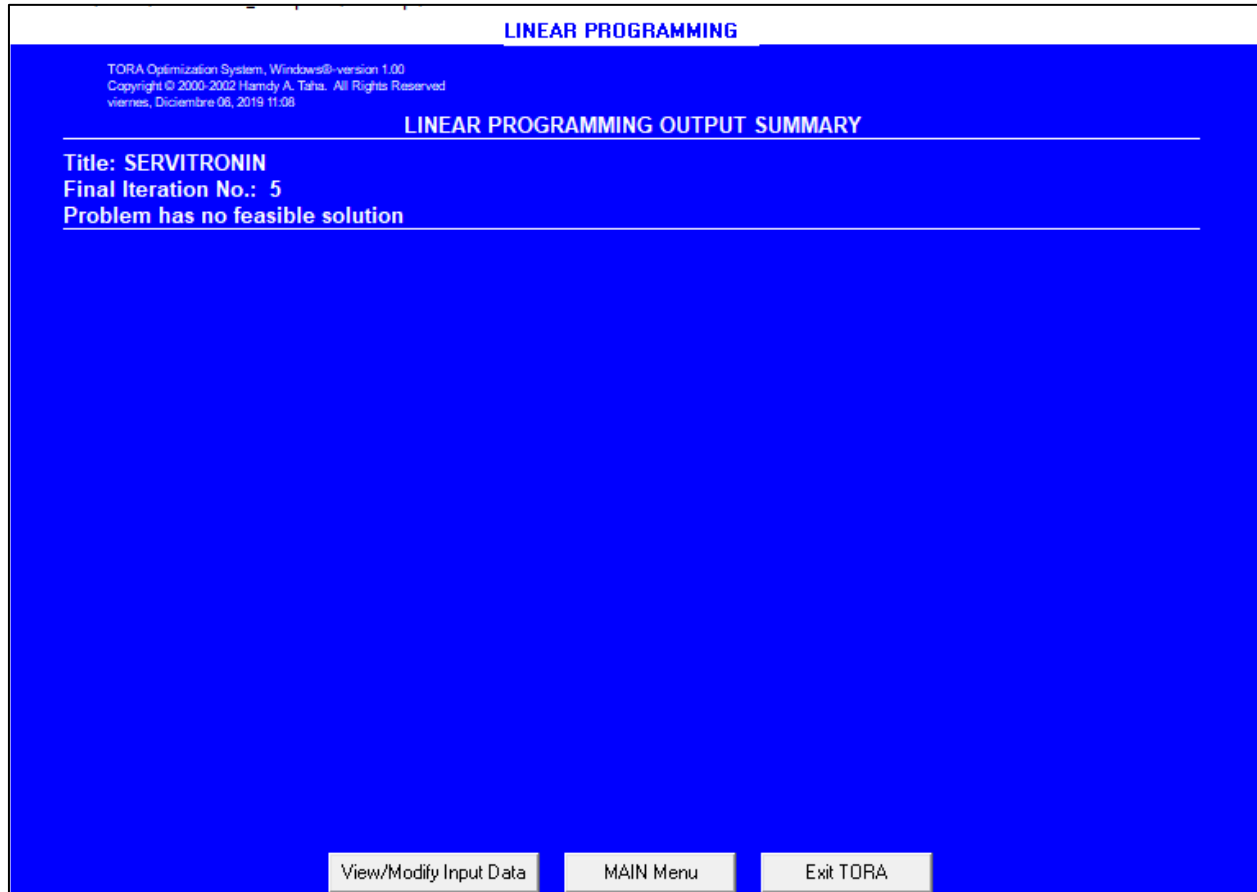 LINEAR PROGRAMMING
TORA Optimization System, Windows®-version 1.00
Copyright © 2000-2002 Hamdy A. Taha. All Rights Reserved
viernes, Diciembre 06, 2019 11:08
LINEAR PROGRAMMING OUTPUT SUMMARY
Title: SERVITRONIN
Final Iteration No.: 5
Problem has no feasible solution
View/Modify Input Data MAIN Menu Exit TORA